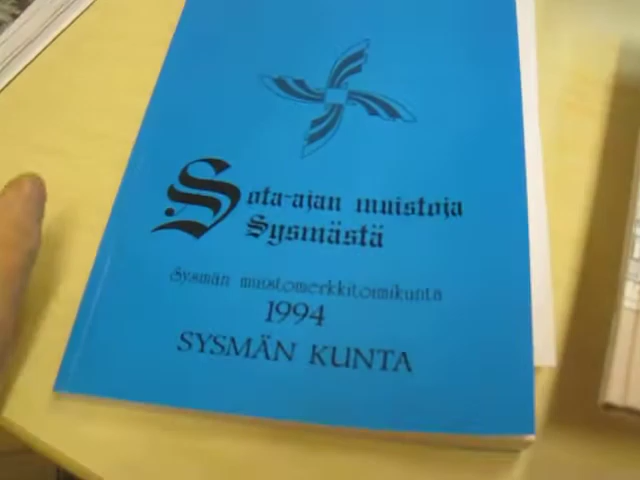 Sota-ajan muistoja
Sysmästä
Sysmän muistomerkkitoimikunta
1994
SYSMÄN KUNTA